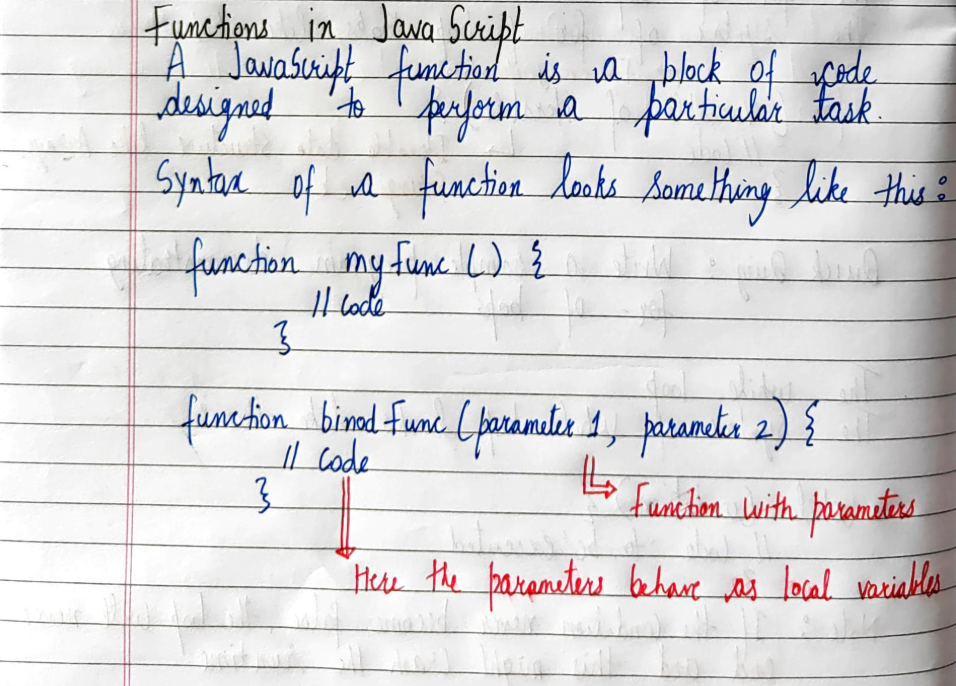 Functions in JavaScript
A JavaScript function is a block of code
designed to perform a particular task.
Syntax of a function looks something like this:
function myFunc () {
// code
}
function binodFunc (parameter 1, parameter 2) {
// code
}
Function with parameters
Here the parameters behave as local variables